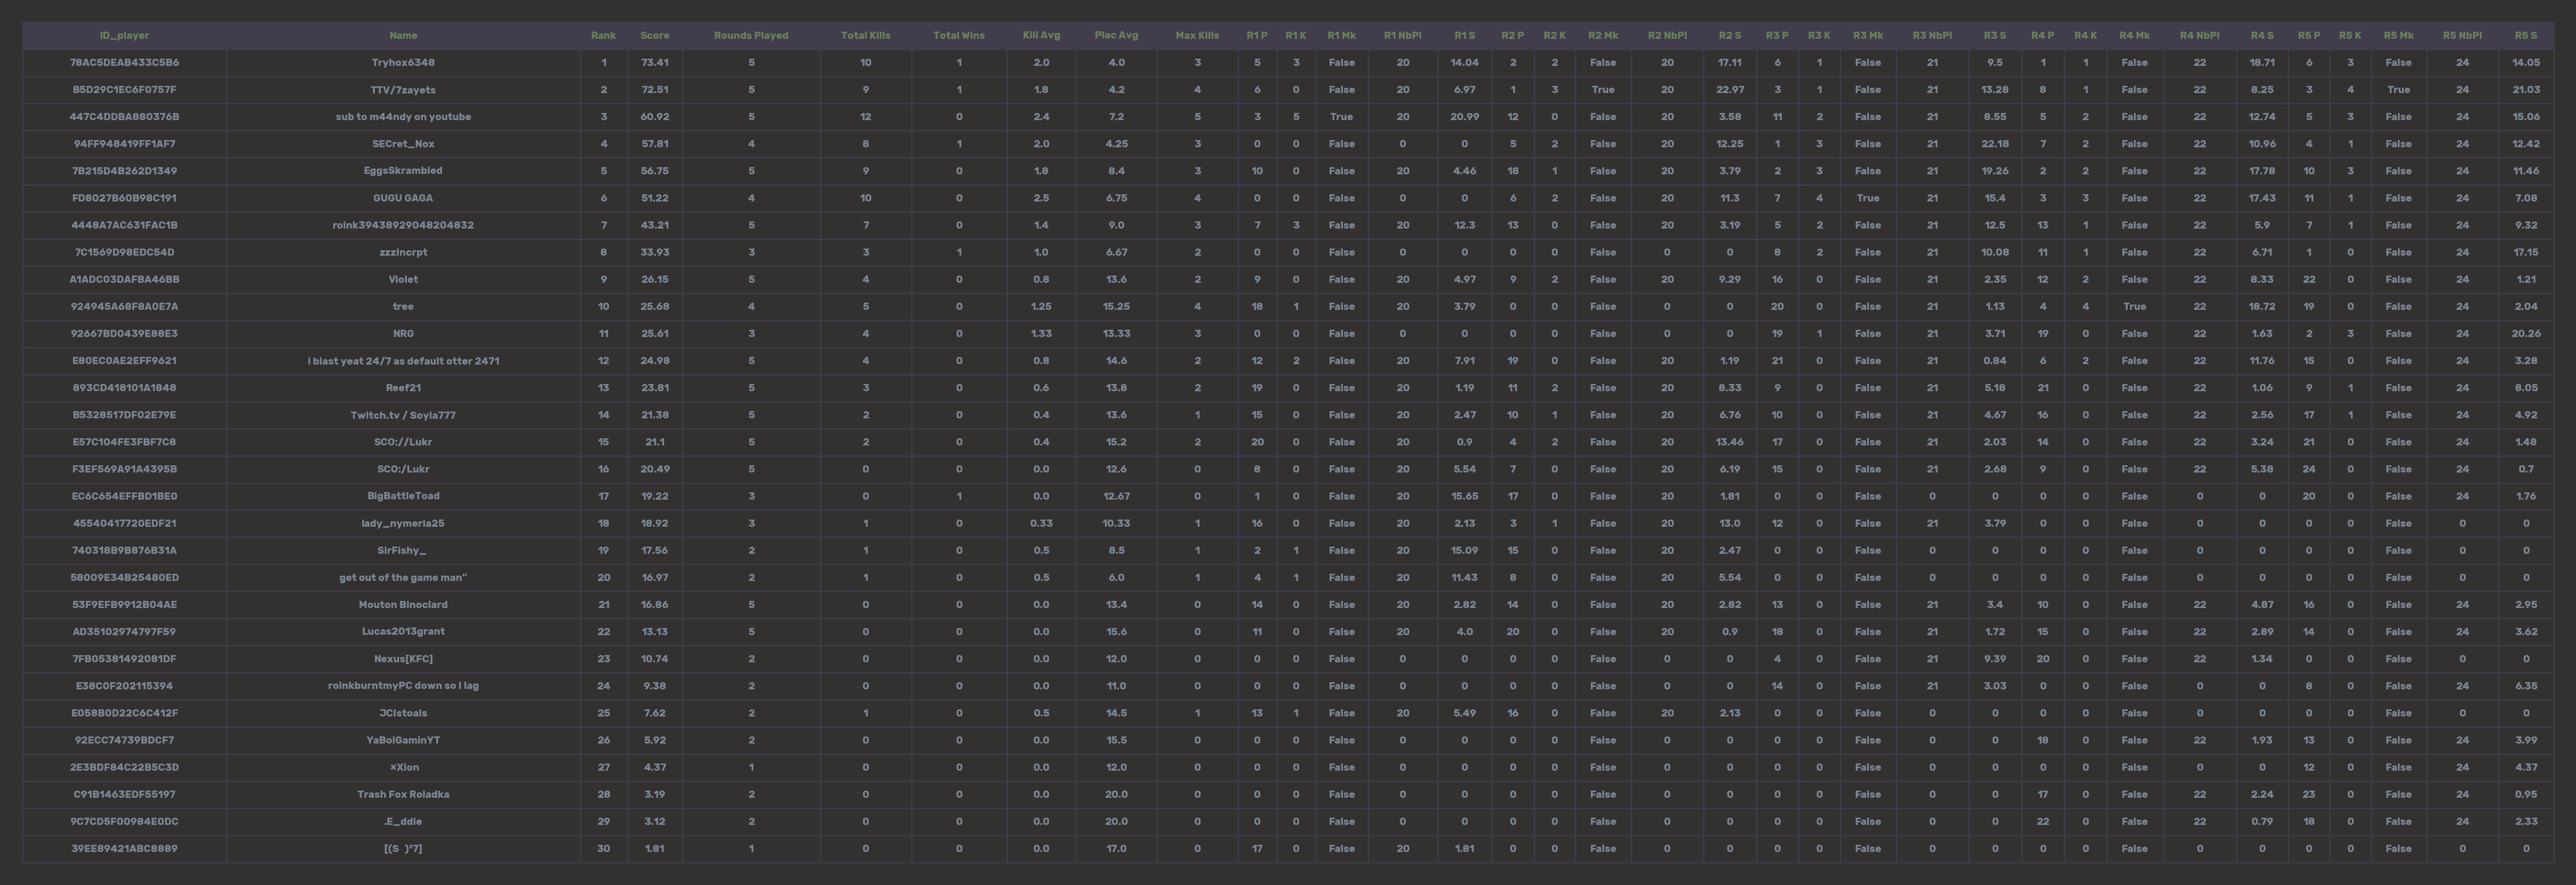 ID_player Name Rank Score Rounds Played Total Kills Total Wins Kill Avg Plac Avg Max Kills R1 P R1 K R1 Mk R1 NbPl R1 S R2 P R2 K R2 Mk R2 NbPl R2 S R3 P R3 K R3 Mk R3 NbPl R3 S R4 P R4 K R4 Mk R4 NbPl R4 S R5 P R5 K R5 Mk R5 NbPl R5 S
78AC5DEAB433C5B6 Tryhox6348 1 73.41 5 10 1 2.0 4.0 3 5 3 False 20 14.04 2 2 False 20 17.11 6 1 False 21 9.5 1 1 False 22 18.71 6 3 False 24 14.05
B5D29C1EC6F0757F TTV/7zayets 2 72.51 5 9 1 1.8 4.2 4 6 0 False 20 6.97 1 3 True 20 22.97 3 1 False 21 13.28 8 1 False 22 8.25 3 4 True 24 21.03
447C4DDBA880376B sub to m44ndy on youtube 3 60.92 5 12 0 2.4 7.2 5 3 5 True 20 20.99 12 0 False 20 3.58 11 2 False 21 8.55 5 2 False 22 12.74 5 3 False 24 15.06
94FF948419FF1AF7 SECret_Nox 4 57.81 4 8 1 2.0 4.25 3 0 0 False 0 0 5 2 False 20 12.25 1 3 False 21 22.18 7 2 False 22 10.96 4 1 False 24 12.42
7B215D4B262D1349 EggsSkrambled 5 56.75 5 9 0 1.8 8.4 3 10 0 False 20 4.46 18 1 False 20 3.79 2 3 False 21 19.26 2 2 False 22 17.78 10 3 False 24 11.46
FD8027B60B98C191 GUGU GAGA 6 51.22 4 10 0 2.5 6.75 4 0 0 False 0 0 6 2 False 20 11.3 7 4 True 21 15.4 3 3 False 22 17.43 11 1 False 24 7.08
4448A7AC631FAC1B roink39438929048204832 7 43.21 5 7 0 1.4 9.0 3 7 3 False 20 12.3 13 0 False 20 3.19 5 2 False 21 12.5 13 1 False 22 5.9 7 1 False 24 9.32
7C1569D98EDC54D zzzIncrpt 8 33.93 3 3 1 1.0 6.67 2 0 0 False 0 0 0 0 False 0 0 8 2 False 21 10.08 11 1 False 22 6.71 1 0 False 24 17.15
A1ADC03DAFBA46BB Violet 9 26.15 5 4 0 0.8 13.6 2 9 0 False 20 4.97 9 2 False 20 9.29 16 0 False 21 2.35 12 2 False 22 8.33 22 0 False 24 1.21
924945A68F8A0E7A tree 10 25.68 4 5 0 1.25 15.25 4 18 1 False 20 3.79 0 0 False 0 0 20 0 False 21 1.13 4 4 True 22 18.72 19 0 False 24 2.04
92667BD0439E88E3 NRG 11 25.61 3 4 0 1.33 13.33 3 0 0 False 0 0 0 0 False 0 0 19 1 False 21 3.71 19 0 False 22 1.63 2 3 False 24 20.26
E80EC0AE2EFF9621 i blast yeat 24/7 as default otter 2471 12 24.98 5 4 0 0.8 14.6 2 12 2 False 20 7.91 19 0 False 20 1.19 21 0 False 21 0.84 6 2 False 22 11.76 15 0 False 24 3.28
893CD418101A1848 Reef21 13 23.81 5 3 0 0.6 13.8 2 19 0 False 20 1.19 11 2 False 20 8.33 9 0 False 21 5.18 21 0 False 22 1.06 9 1 False 24 8.05
B5328517DF02E79E Twitch.tv / Soyla777 14 21.38 5 2 0 0.4 13.6 1 15 0 False 20 2.47 10 1 False 20 6.76 10 0 False 21 4.67 16 0 False 22 2.56 17 1 False 24 4.92
E57C104FE3FBF7C8 SCO://Lukr 15 21.1 5 2 0 0.4 15.2 2 20 0 False 20 0.9 4 2 False 20 13.46 17 0 False 21 2.03 14 0 False 22 3.24 21 0 False 24 1.48
F3EF569A91A4395B SCO:/Lukr 16 20.49 5 0 0 0.0 12.6 0 8 0 False 20 5.54 7 0 False 20 6.19 15 0 False 21 2.68 9 0 False 22 5.38 24 0 False 24 0.7
EC6C654EFFBD1BE0 BigBattleToad 17 19.22 3 0 1 0.0 12.67 0 1 0 False 20 15.65 17 0 False 20 1.81 0 0 False 0 0 0 0 False 0 0 20 0 False 24 1.76
45540417720EDF21 lady_nymeria25 18 18.92 3 1 0 0.33 10.33 1 16 0 False 20 2.13 3 1 False 20 13.0 12 0 False 21 3.79 0 0 False 0 0 0 0 False 0 0
740318B9B876B31A SirFishy_ 19 17.56 2 1 0 0.5 8.5 1 2 1 False 20 15.09 15 0 False 20 2.47 0 0 False 0 0 0 0 False 0 0 0 0 False 0 0
58009E34B25480ED get out of the game man" 20 16.97 2 1 0 0.5 6.0 1 4 1 False 20 11.43 8 0 False 20 5.54 0 0 False 0 0 0 0 False 0 0 0 0 False 0 0
53F9EFB9912B04AE Mouton Binoclard 21 16.86 5 0 0 0.0 13.4 0 14 0 False 20 2.82 14 0 False 20 2.82 13 0 False 21 3.4 10 0 False 22 4.87 16 0 False 24 2.95
AD35102974797F59 Lucas2013grant 22 13.13 5 0 0 0.0 15.6 0 11 0 False 20 4.0 20 0 False 20 0.9 18 0 False 21 1.72 15 0 False 22 2.89 14 0 False 24 3.62
7FB05381492081DF Nexus[KFC] 23 10.74 2 0 0 0.0 12.0 0 0 0 False 0 0 0 0 False 0 0 4 0 False 21 9.39 20 0 False 22 1.34 0 0 False 0 0
E38C0F202115394 roinkburntmyPC down so I lag 24 9.38 2 0 0 0.0 11.0 0 0 0 False 0 0 0 0 False 0 0 14 0 False 21 3.03 0 0 False 0 0 8 0 False 24 6.35
E058B0D22C6C412F JCIstoals 25 7.62 2 1 0 0.5 14.5 1 13 1 False 20 5.49 16 0 False 20 2.13 0 0 False 0 0 0 0 False 0 0 0 0 False 0 0
92ECC74739BDCF7 YaBoiGaminYT 26 5.92 2 0 0 0.0 15.5 0 0 0 False 0 0 0 0 False 0 0 0 0 False 0 0 18 0 False 22 1.93 13 0 False 24 3.99
2E3BDF84C22B5C3D ×Xion 27 4.37 1 0 0 0.0 12.0 0 0 0 False 0 0 0 0 False 0 0 0 0 False 0 0 0 0 False 0 0 12 0 False 24 4.37
C91B1463EDF55197 Trash Fox Roladka 28 3.19 2 0 0 0.0 20.0 0 0 0 False 0 0 0 0 False 0 0 0 0 False 0 0 17 0 False 22 2.24 23 0 False 24 0.95
9C7CD5F00984E0DC .E_ddie 29 3.12 2 0 0 0.0 20.0 0 0 0 False 0 0 0 0 False 0 0 0 0 False 0 0 22 0 False 22 0.79 18 0 False 24 2.33
39EE89421ABC8889 [(S )'7] 30 1.81 1 0 0 0.0 17.0 0 17 0 False 20 1.81 0 0 False 0 0 0 0 False 0 0 0 0 False 0 0 0 0 False 0 0